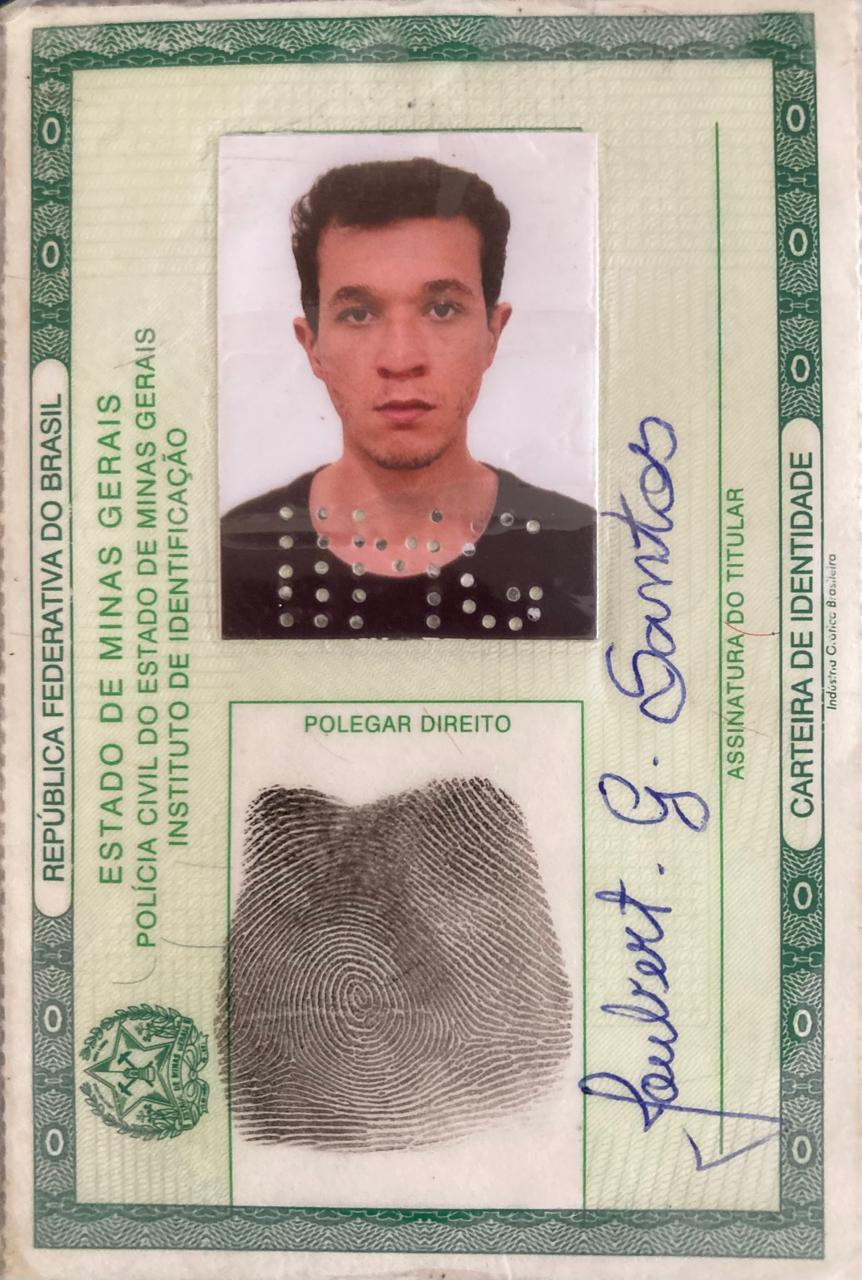 REPÚBLICA FEDERATIVA DO BRASIL
ESTADO DE MINAS GERAIS
POLÍCIA CIVIL DO ESTADO DE MINAS GERAIS
INSTITUTO DE IDENTIFICAÇÃO
POLEGAR DIREITO
Joubert. G. Santos
ASSINATURA DO TITULAR
CARTEIRA DE IDENTIDADE
Indústria Gráfica Brasileira